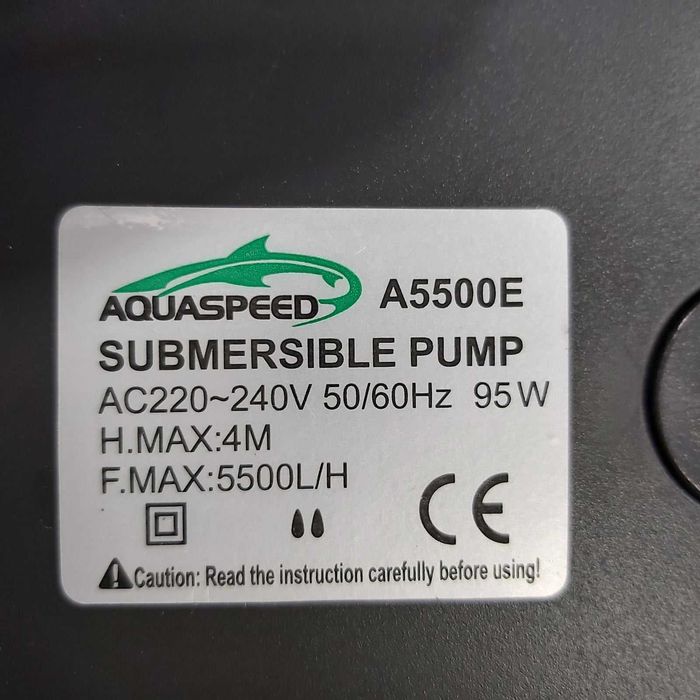 AQUASPEED A5500E
SUBMERSIBLE PUMP
AC220~240V 50/60Hz 95W
H.MAX:4M
F.MAX:5500L/H
CE
Caution: Read the instruction carefully before using!